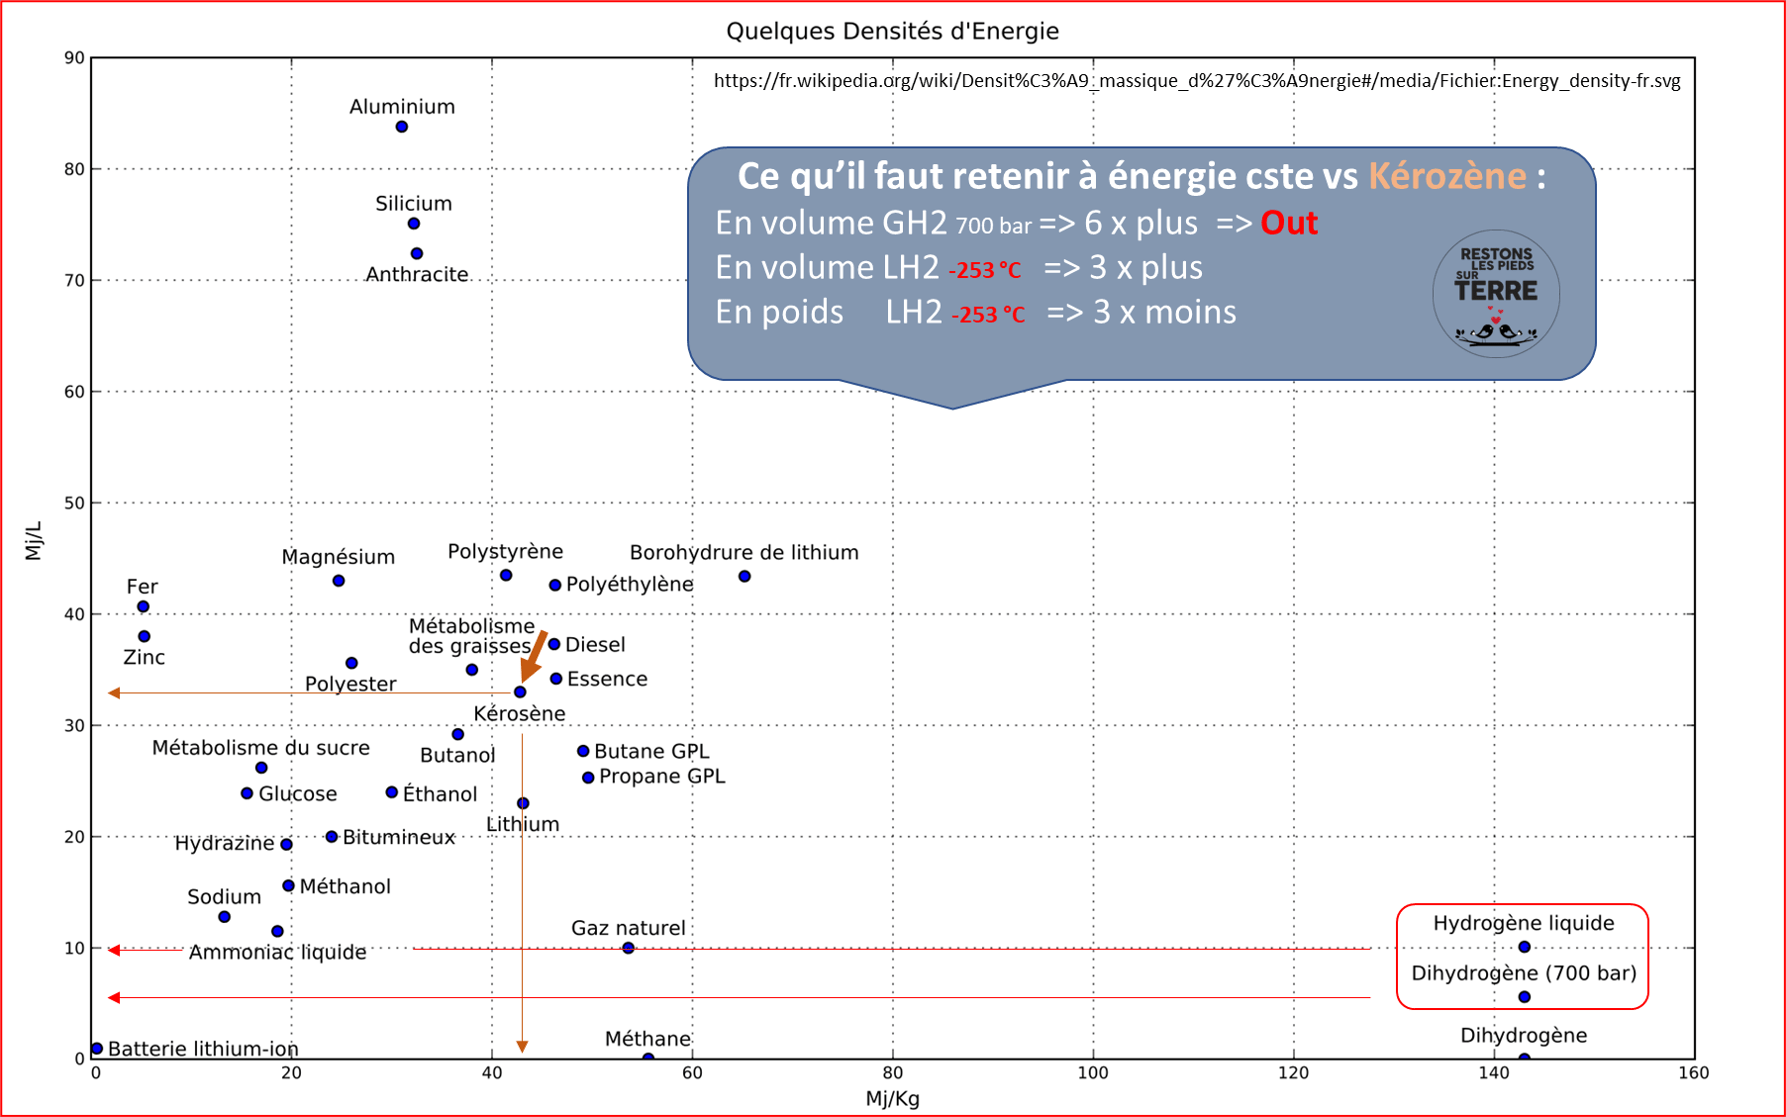 Quelques Densités d'Energie
https://fr.wikipedia.org/wiki/Densit%C3%A9_massique_d%27%C3%A9nergie#/media/Fichier:Energy_density-fr.svg
Ce qu’il faut retenir à énergie cste vs Kérozène :
En volume GH2 700 bar => 6 x plus => Out
En volume LH2 -253 °C => 3 x plus
En poids LH2 -253 °C => 3 x moins
RESTONS
LES PIEDS
SUR
TERRE
Mj/L
90
80
70
60
50
40
30
20
10
0
Aluminium
Silicium
Anthracite
Magnésium
Polystyrène
Borohydrure de lithium
Polyéthylène
Fer
Zinc
Métabolisme
des graisses
Diesel
Polyester
Essence
Kérosène
Butanol
Métabolisme du sucre
Butane GPL
Propane GPL
Glucose
Éthanol
Lithium
Hydrazine
Bitumineux
Méthanol
Sodium
Ammoniac liquide
Gaz naturel
Hydrogène liquide
Dihydrogène (700 bar)
Batterie lithium-ion
Méthane
Dihydrogène
0 20 40 60 80 100 120 140 160
Mj/Kg